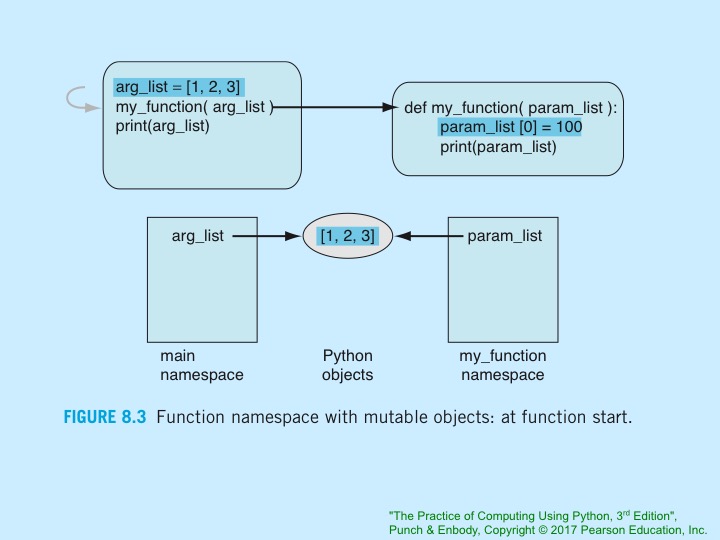 arg_list = [1, 2, 3]
my_function( arg_list )
print(arg_list)
def my_function( param_list ):
param_list [0] = 100
print(param_list)
arg_list
[1, 2, 3]
param_list
main
namespace
Python
objects
my_function
namespace
FIGURE 8.3 Function namespace with mutable objects: at function start.
"The Practice of Computing Using Python, 3rd Edition",
Punch & Enbody, Copyright © 2017 Pearson Education, Inc.